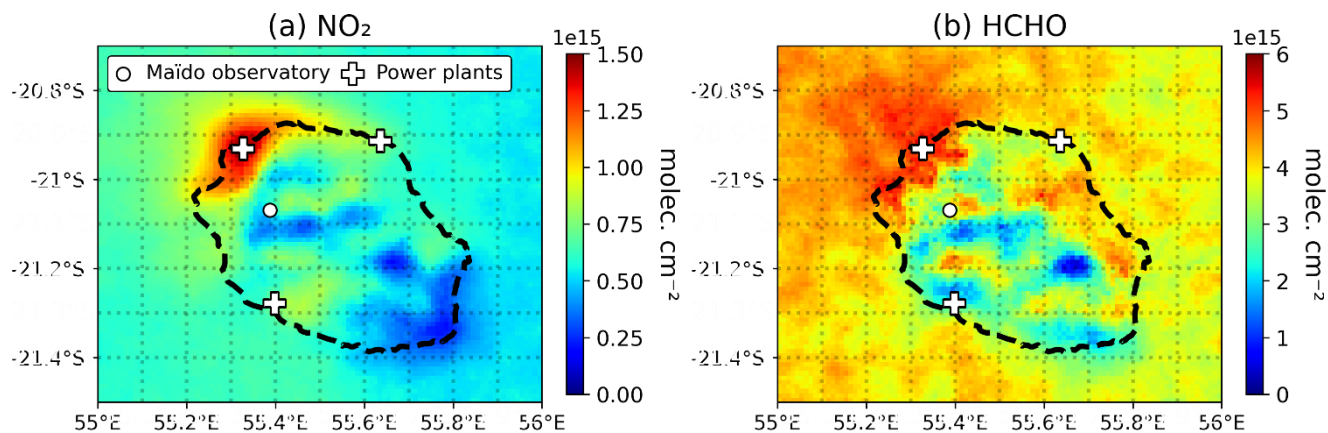 (a) NO₂
(b) HCHO
1e15
1e15
Maïdo observatory
Power plants
-20.8°S
-21°S
-21.2°S
-21.4°S
55°E
55.2°E
55.4°E
55.6°E
55.8°E
56°E
1.50
1.25
1.00
0.75
0.50
0.25
0.00
molec. cm⁻²
-20.8°S
-21°S
-21.2°S
-21.4°S
55°E
55.2°E
55.4°E
55.6°E
55.8°E
56°E
6
5
4
3
2
1
0
molec. cm⁻²